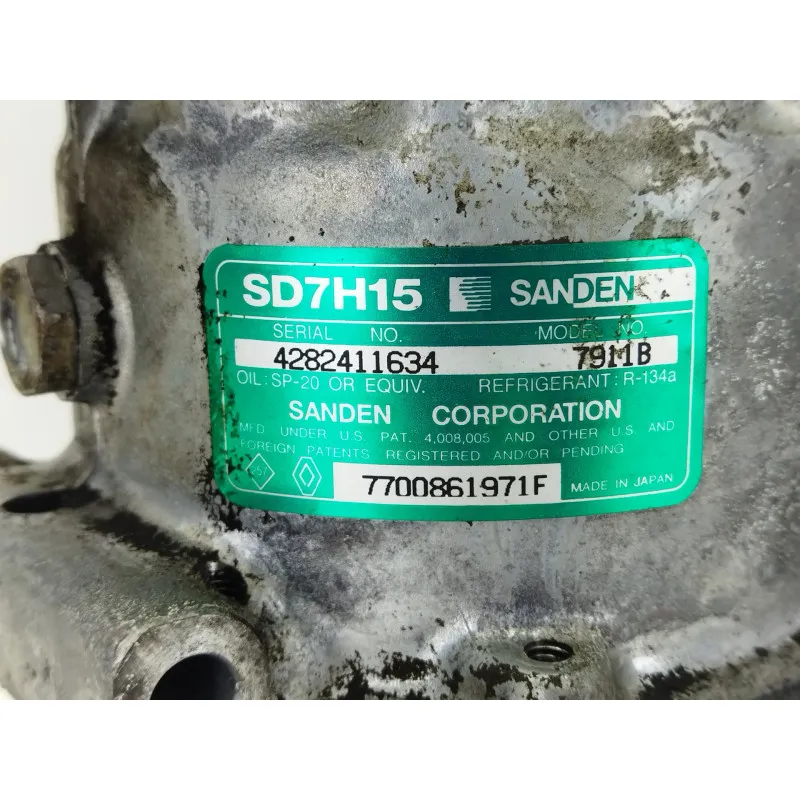 SD7H15 SANDEN
SERIAL NO. MODEL NO.
4282411634 7911B
OIL: SP-20 OR EQUIV. REFRIGERANT: R-134a
SANDEN CORPORATION
MFD. UNDER U.S. PAT. 4,008,005 AND OTHER U.S. AND
FOREIGN PATENTS REGISTERED AND/OR PENDING
257 7700861971F MADE IN JAPAN